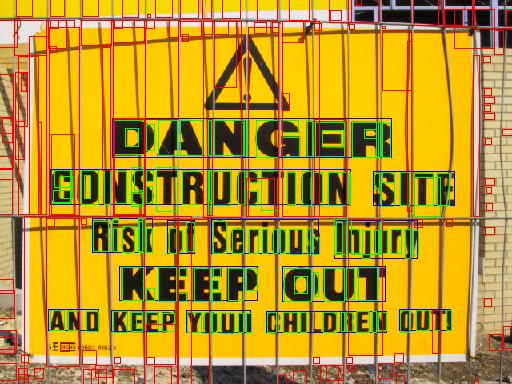 DANGER
CONSTRUCTION SITE
Risk of Serious Injury
KEEP OUT
AND KEEP YOUR CHILDREN OUT!